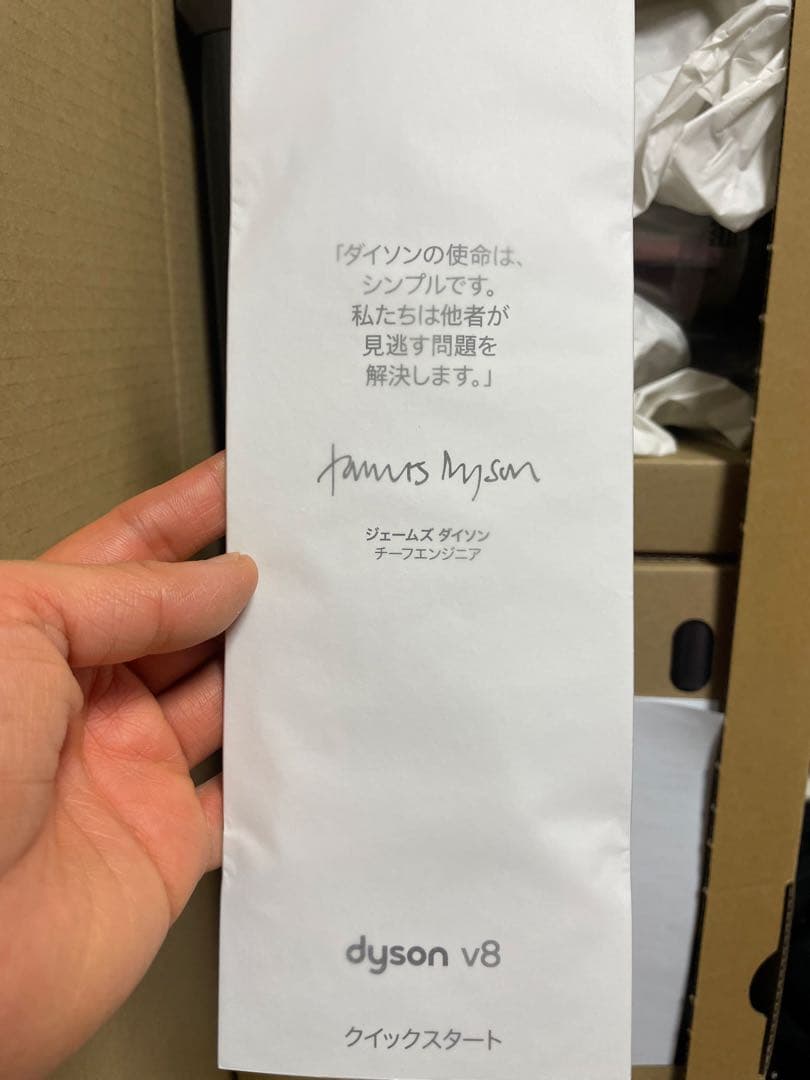 「ダイソンの使命は、
シンプルです。
私たちは他者が
見逃す問題を
解決します。」
James Dyson
ジェームズ ダイソン
チーフエンジニア
dyson v8
クイックスタート